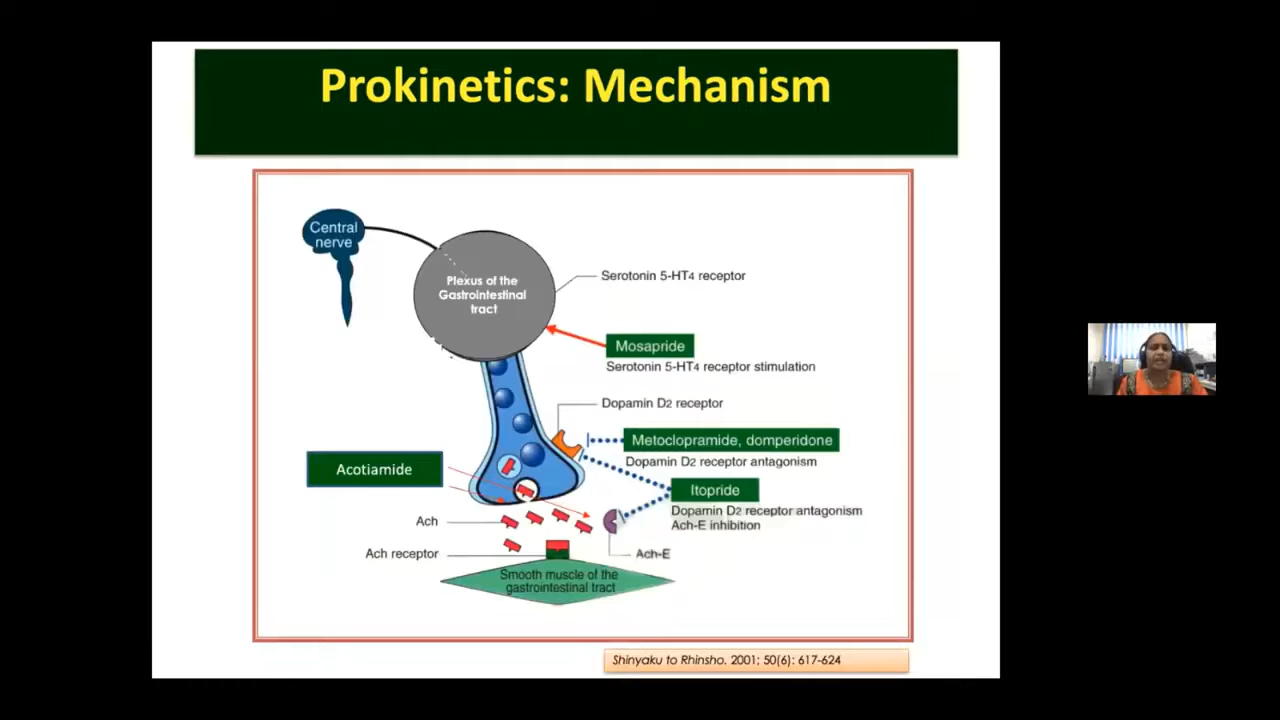 Prokinetics: Mechanism
Central
nerve
Plexus of the
Gastrointestinal
tract
Serotonin 5-HT4 receptor
Mosapride
Serotonin 5-HT4 receptor stimulation
Dopamin D2 receptor
Metoclopramide, domperidone
Dopamin D2 receptor antagonism
Acotiamide
Itopride
Dopamin D2 receptor antagonism
Ach-E inhibition
Ach
Ach receptor
Ach-E
Smooth muscle of the
gastrointestinal tract
Shinyaku to Rhinsho. 2001; 50(6): 617-624